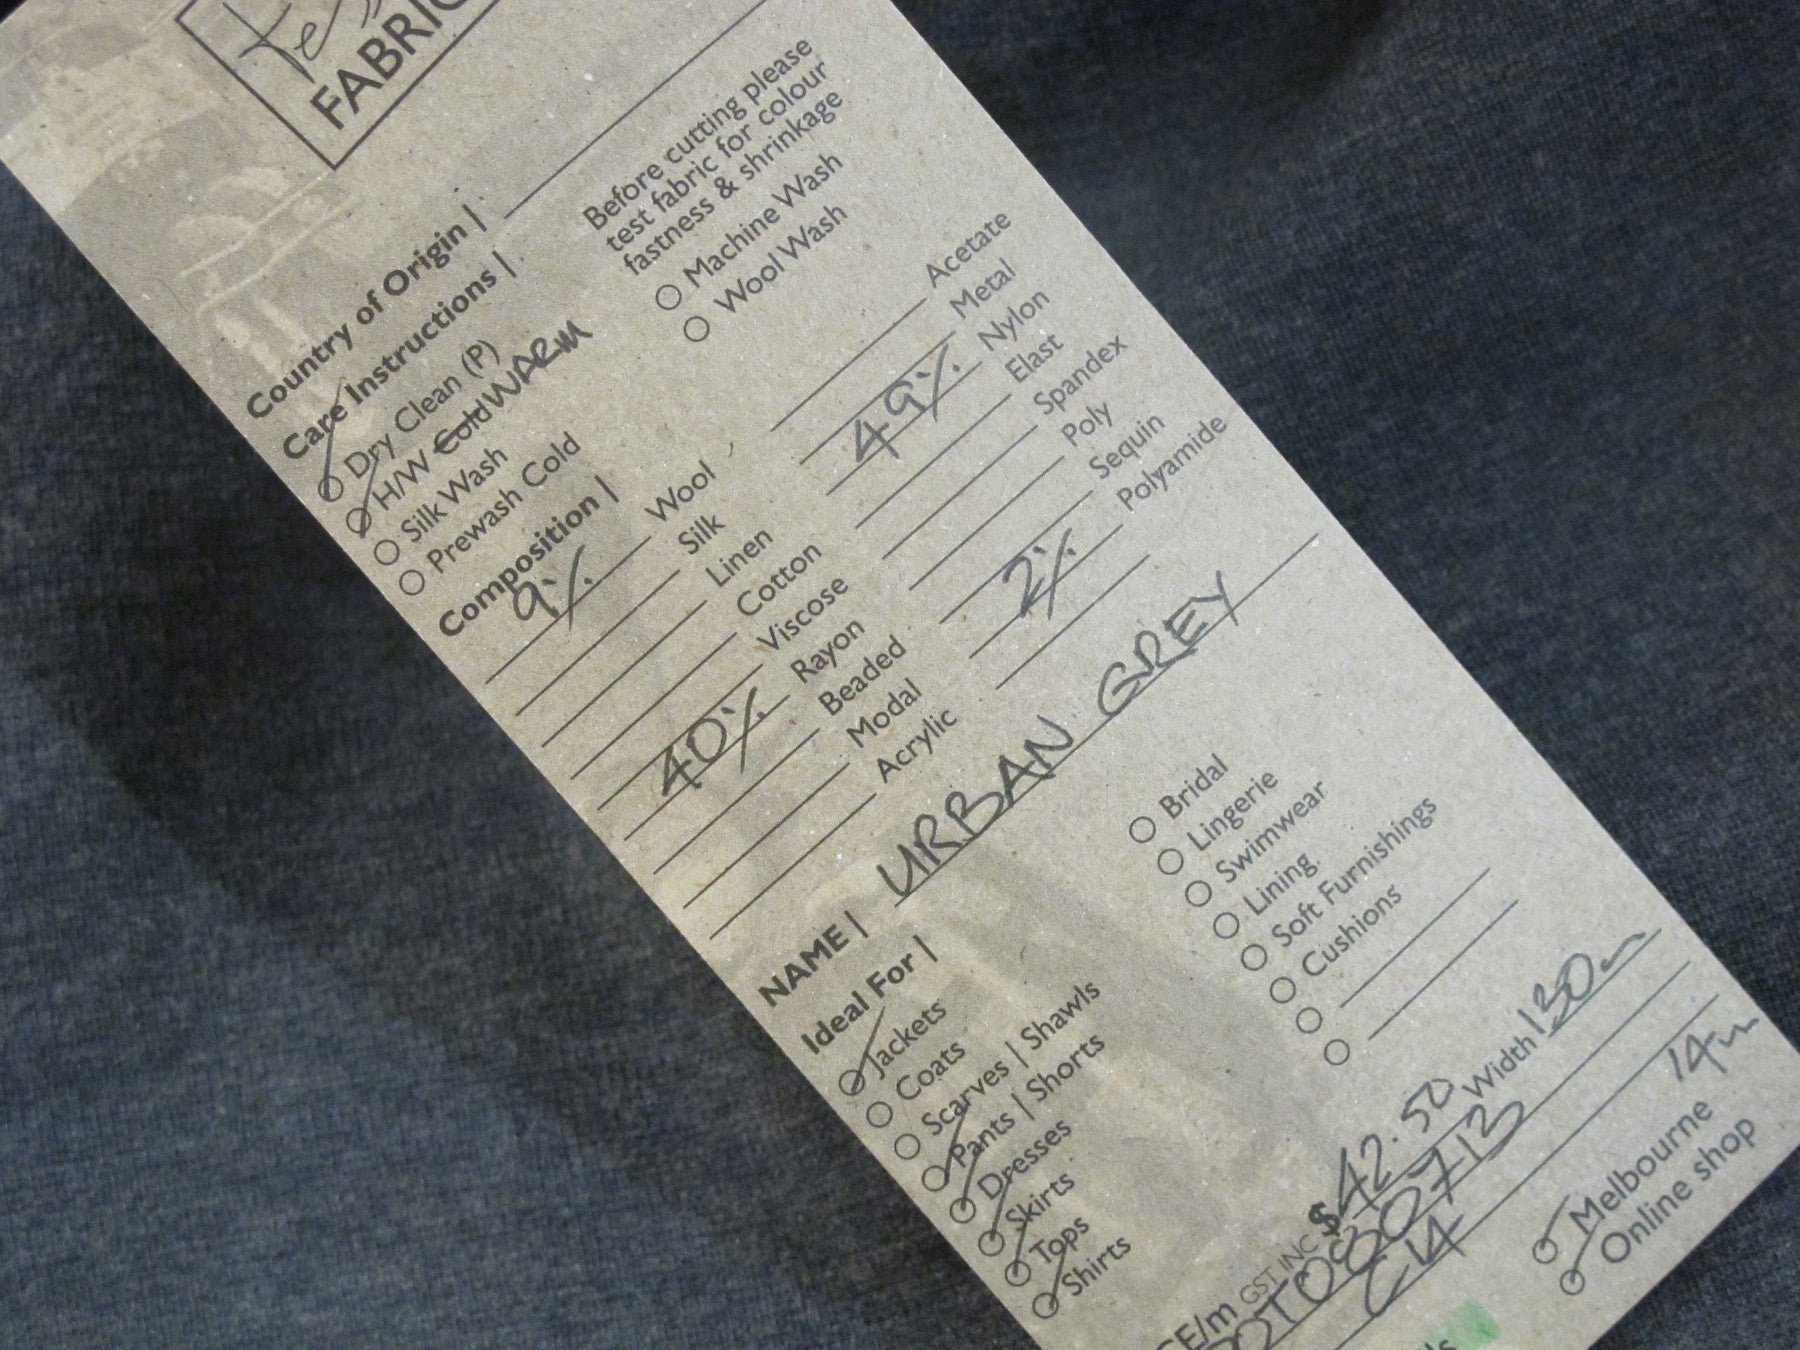 FABRIC
Country of Origin |
Care Instructions |
Dry Clean (P)
H/W Cold WARM
Silk Wash
Prewash Cold
Before cutting please
test fabric for colour
fastness & shrinkage
Machine Wash
Wool Wash
Composition |
9% Wool
Silk
Linen
Cotton
Viscose
40% Rayon
Beaded
Modal
Acrylic
Acetate
Metal
49% Nylon
Elast
Spandex
Poly
Sequin
2% Polyamide
NAME | URBAN GREY
Ideal For |
Jackets
Coats
Scarves | Shawls
Pants | Shorts
Dresses
Skirts
Tops
Shirts
Bridal
Lingerie
Swimwear
Lining
Soft Furnishings
Cushions
CE/m GST INC $42.50 Width 130m
080713
C14
14m
Melbourne
Online shop